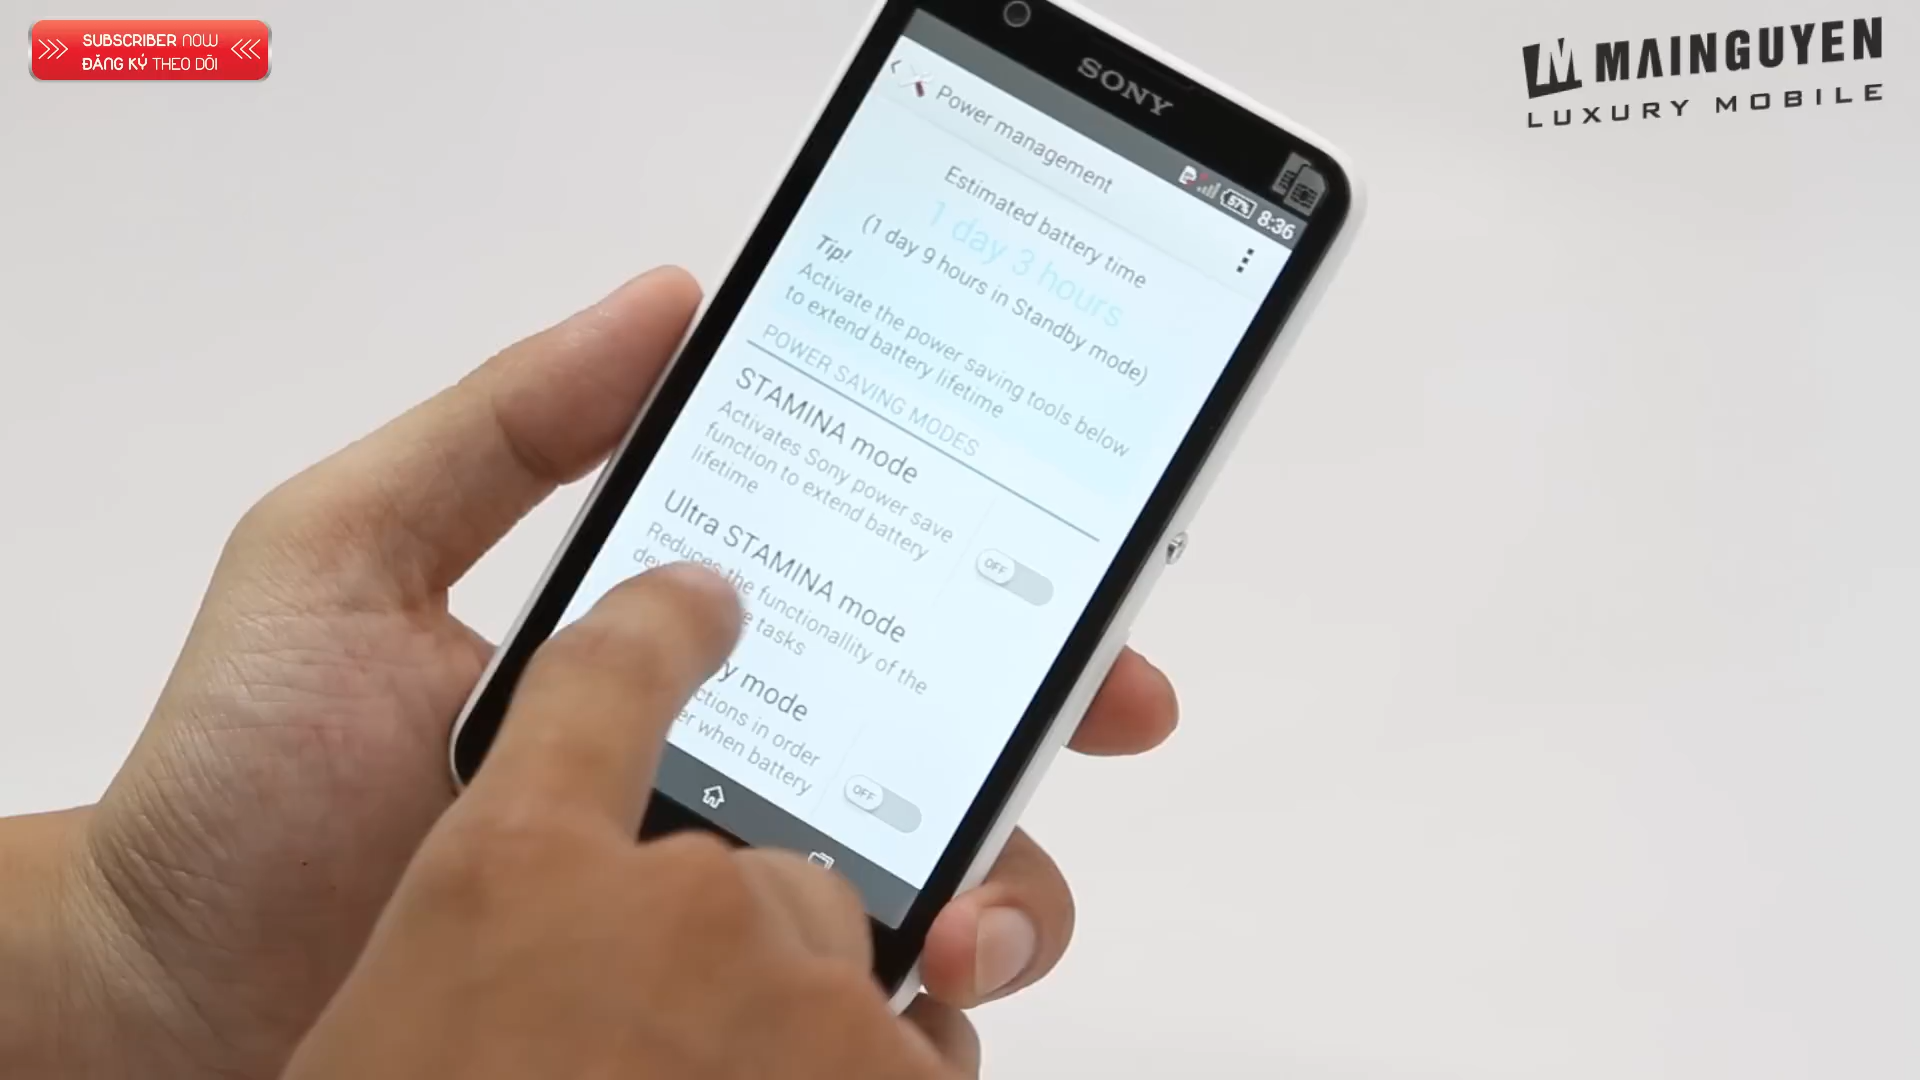 SUBSCRIBER NOW
ĐĂNG KÝ THEO DÕI
MAINGUYEN
LUXURY MOBILE
SONY
57% 8:36
Power management
Estimated battery time
1 day 3 hours
(1 day 9 hours in Standby mode)
Tip!
Activate the power saving tools below
to extend battery lifetime
POWER SAVING MODES
STAMINA mode
Activates Sony power save
function to extend battery
lifetime
OFF
Ultra STAMINA mode
Reduces the functionallity of the
tasks
mode
in order
when battery
OFF